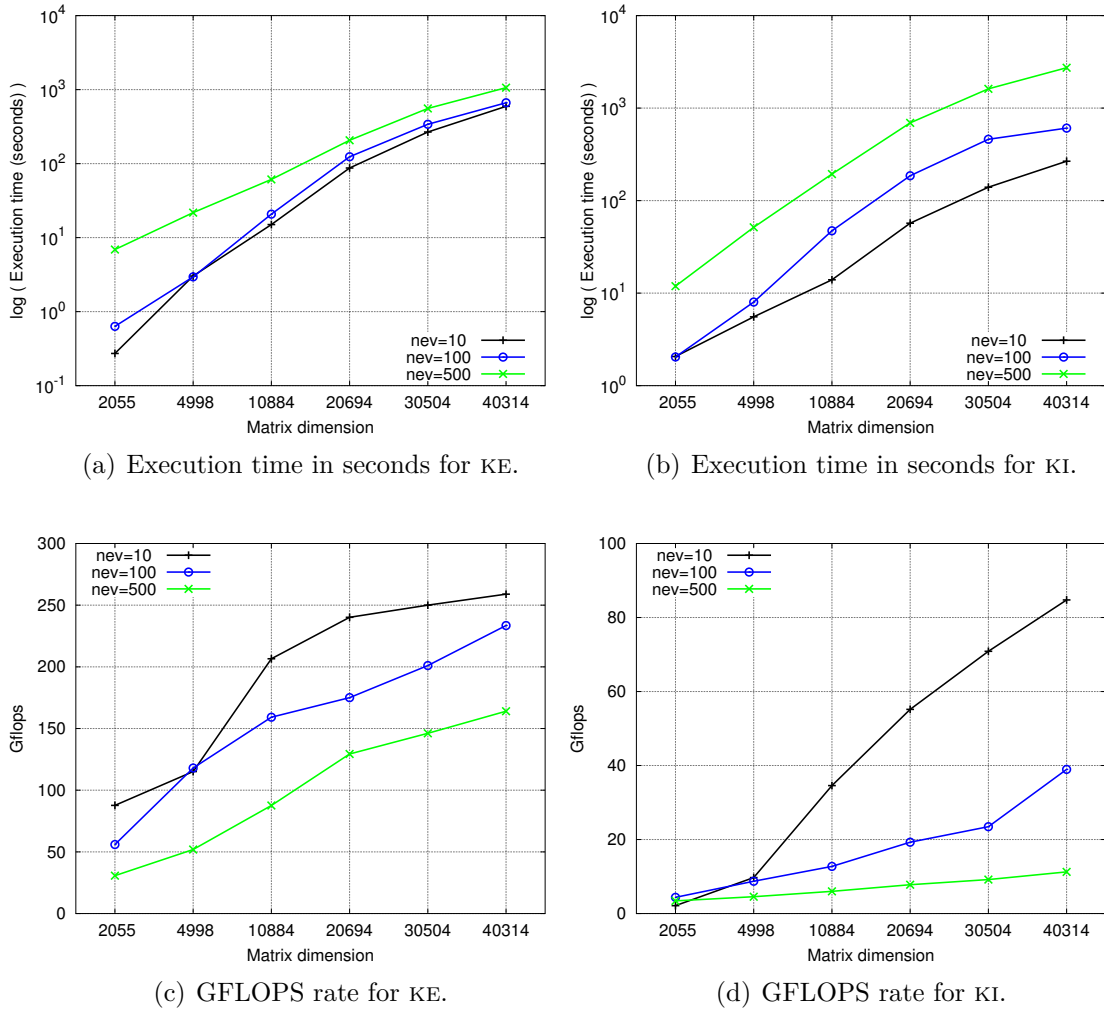 10^4
10^3
10^2
10^1
10^0
10^-1
log ( Execution time (seconds) )
nev=10
nev=100
nev=500
2055 4998 10884 20694 30504 40314
Matrix dimension
(a) Execution time in seconds for KE.
10^4
10^3
10^2
10^1
10^0
log ( Execution time (seconds) )
nev=10
nev=100
nev=500
2055 4998 10884 20694 30504 40314
Matrix dimension
(b) Execution time in seconds for KI.
300
250
200
150
100
50
0
Gflops
nev=10
nev=100
nev=500
2055 4998 10884 20694 30504 40314
Matrix dimension
(c) GFLOPS rate for KE.
100
80
60
40
20
0
Gflops
nev=10
nev=100
nev=500
2055 4998 10884 20694 30504 40314
Matrix dimension
(d) GFLOPS rate for KI.